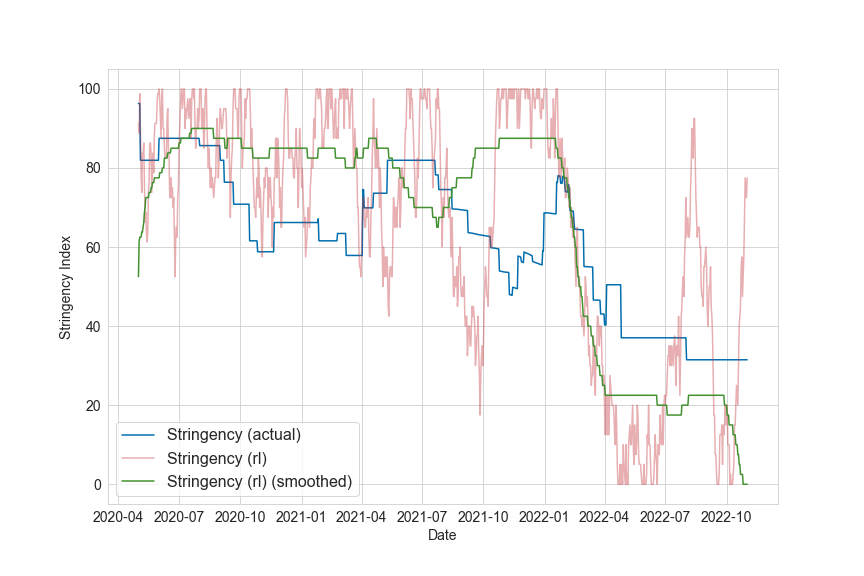 100
80
60
40
20
0
Stringency Index
Stringency (actual)
Stringency (rl)
Stringency (rl) (smoothed)
2020-04 2020-07 2020-10 2021-01 2021-04 2021-07 2021-10 2022-01 2022-04 2022-07 2022-10
Date